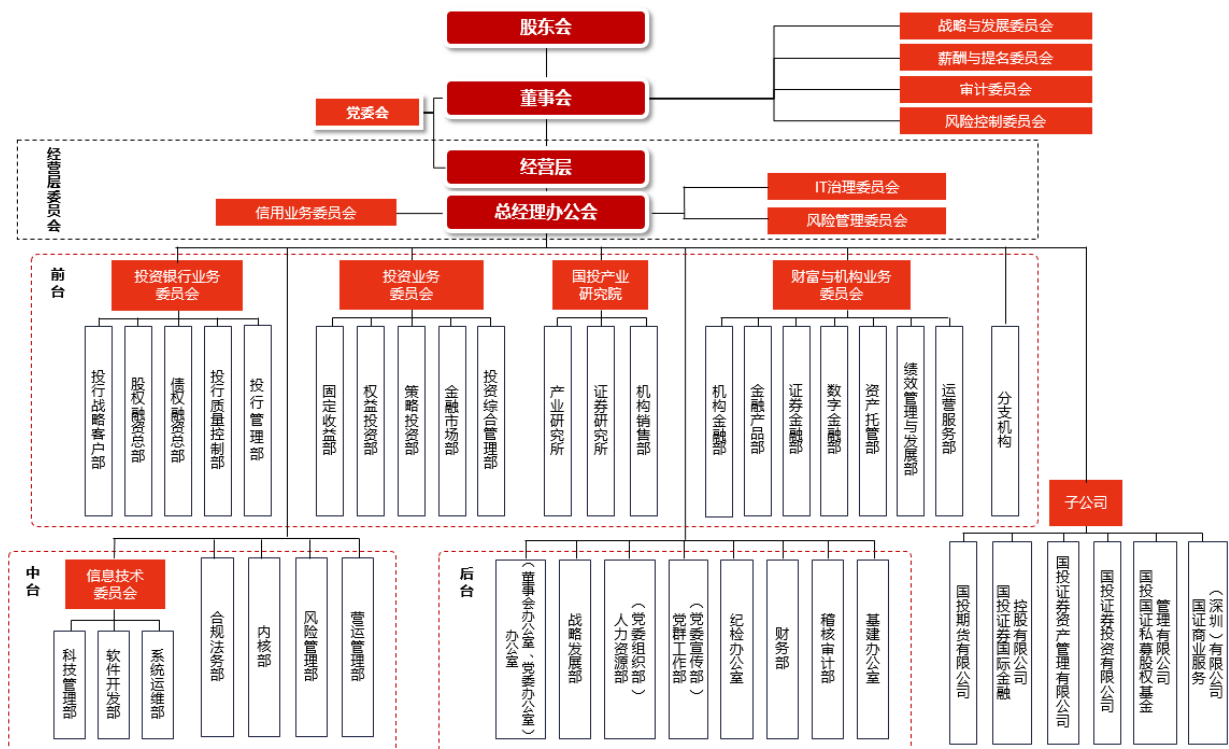 股东会
战略与发展委员会
薪酬与提名委员会
董事会
审计委员会
党委会
风险控制委员会
经营层委员会
经营层
IT治理委员会
信用业务委员会
总经理办公会
风险管理委员会
前台
投资银行业务
委员会
投资业务
委员会
国投产业
研究院
财富与机构业务
委员会
投行战略客户部
股权融资总部
债权融资总部
投行质量控制部
投行管理部
固定收益部
权益投资部
策略投资部
金融市场部
投资综合管理部
产业研究所
证券研究所
机构销售部
机构金融部
金融产品部
证券金融部
数字金融部
资产托管部
绩效管理与发展部
运营服务部
分支机构
子公司
中台
信息技术
委员会
科技管理部
软件开发部
系统运维部
合规法务部
内核部
风险管理部
营运管理部
后台
办公室
（董事会办公室、党委办公室）
战略发展部
人力资源部
（党委组织部）
党群工作部
（党委宣传部）
纪检办公室
财务部
稽核审计部
基建办公室
国投期货有限公司
国投证券国际金融
控股有限公司
国投证券资产管理有限公司
国投证券投资有限公司
国投国证私募股权基金
管理有限公司
国证商业服务
（深圳）有限公司